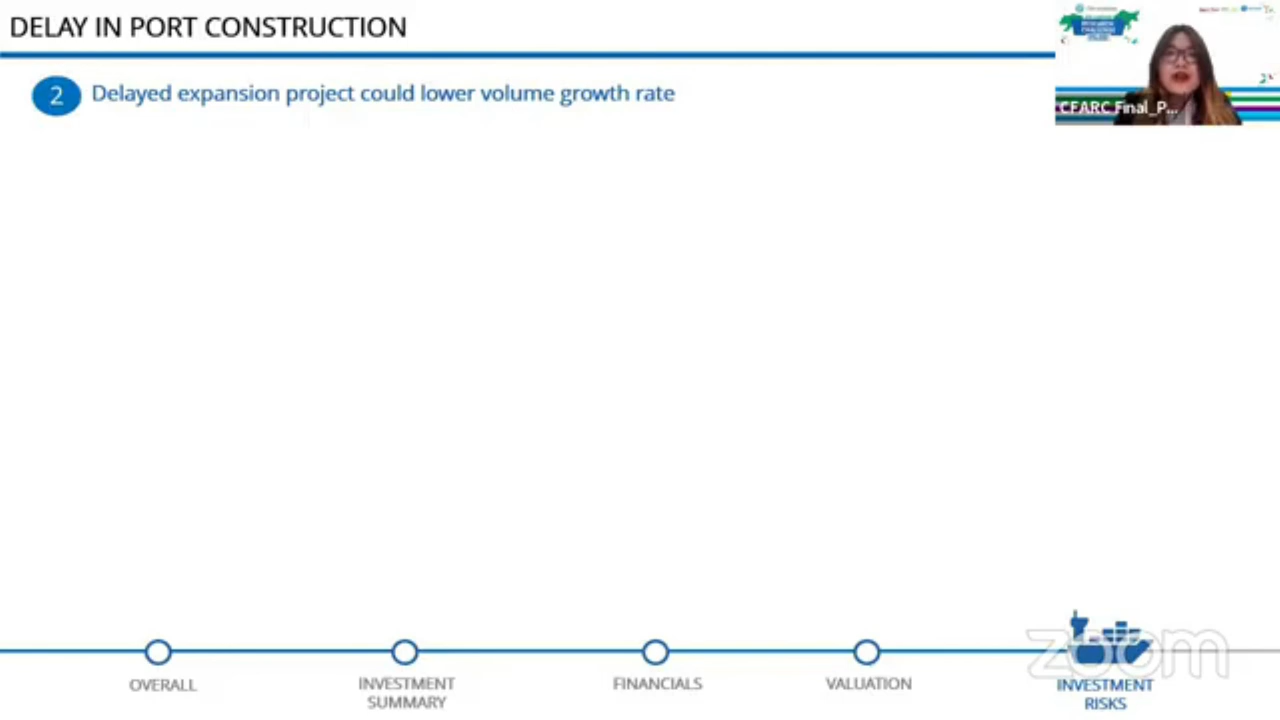 DELAY IN PORT CONSTRUCTION
2 Delayed expansion project could lower volume growth rate
CFARC Final_P...
OVERALL
INVESTMENT
SUMMARY
FINANCIALS
VALUATION
INVESTMENT
RISKS
zoom